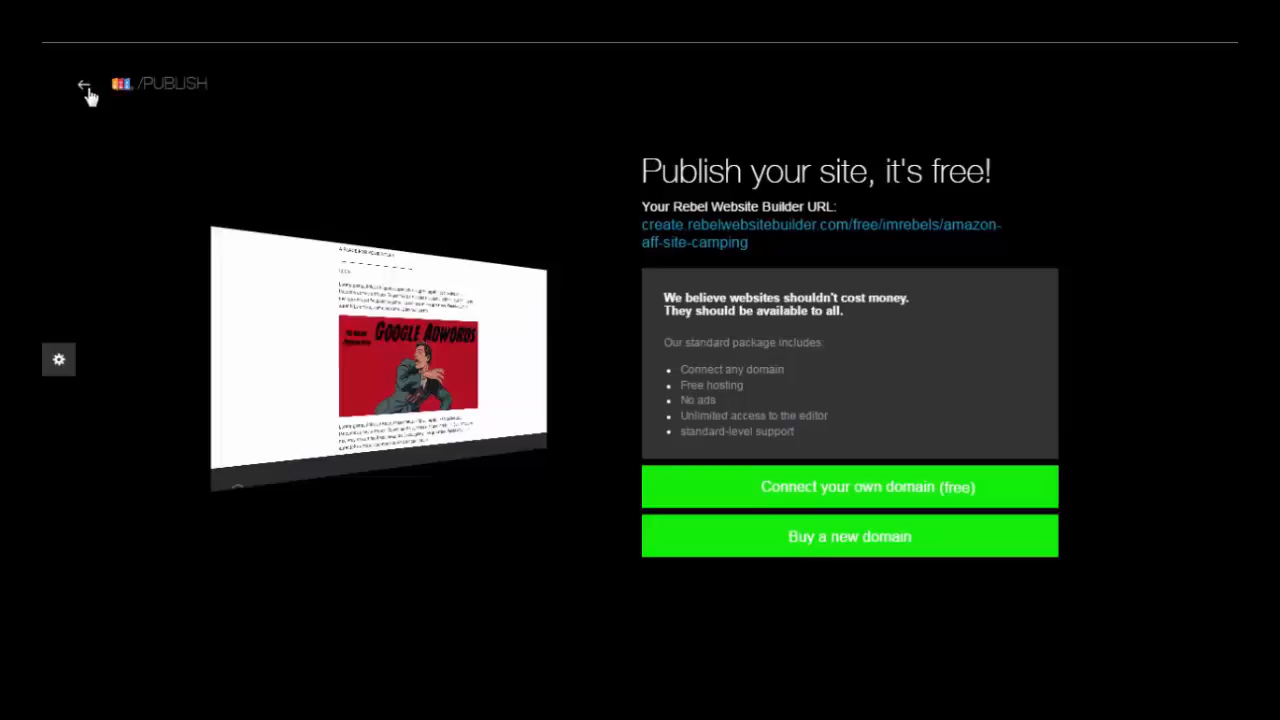 /PUBLISH
Publish your site, it's free!
Your Rebel Website Builder URL:
create.rebelwebsitebuilder.com/free/imrebels/amazon-
aff-site-camping
We believe websites shouldn't cost money.
They should be available to all.
Our standard package includes:
Connect any domain
Free hosting
No ads
Unlimited access to the editor
standard-level support
Connect your own domain (free)
Buy a new domain
GOOGLE ADWORDS